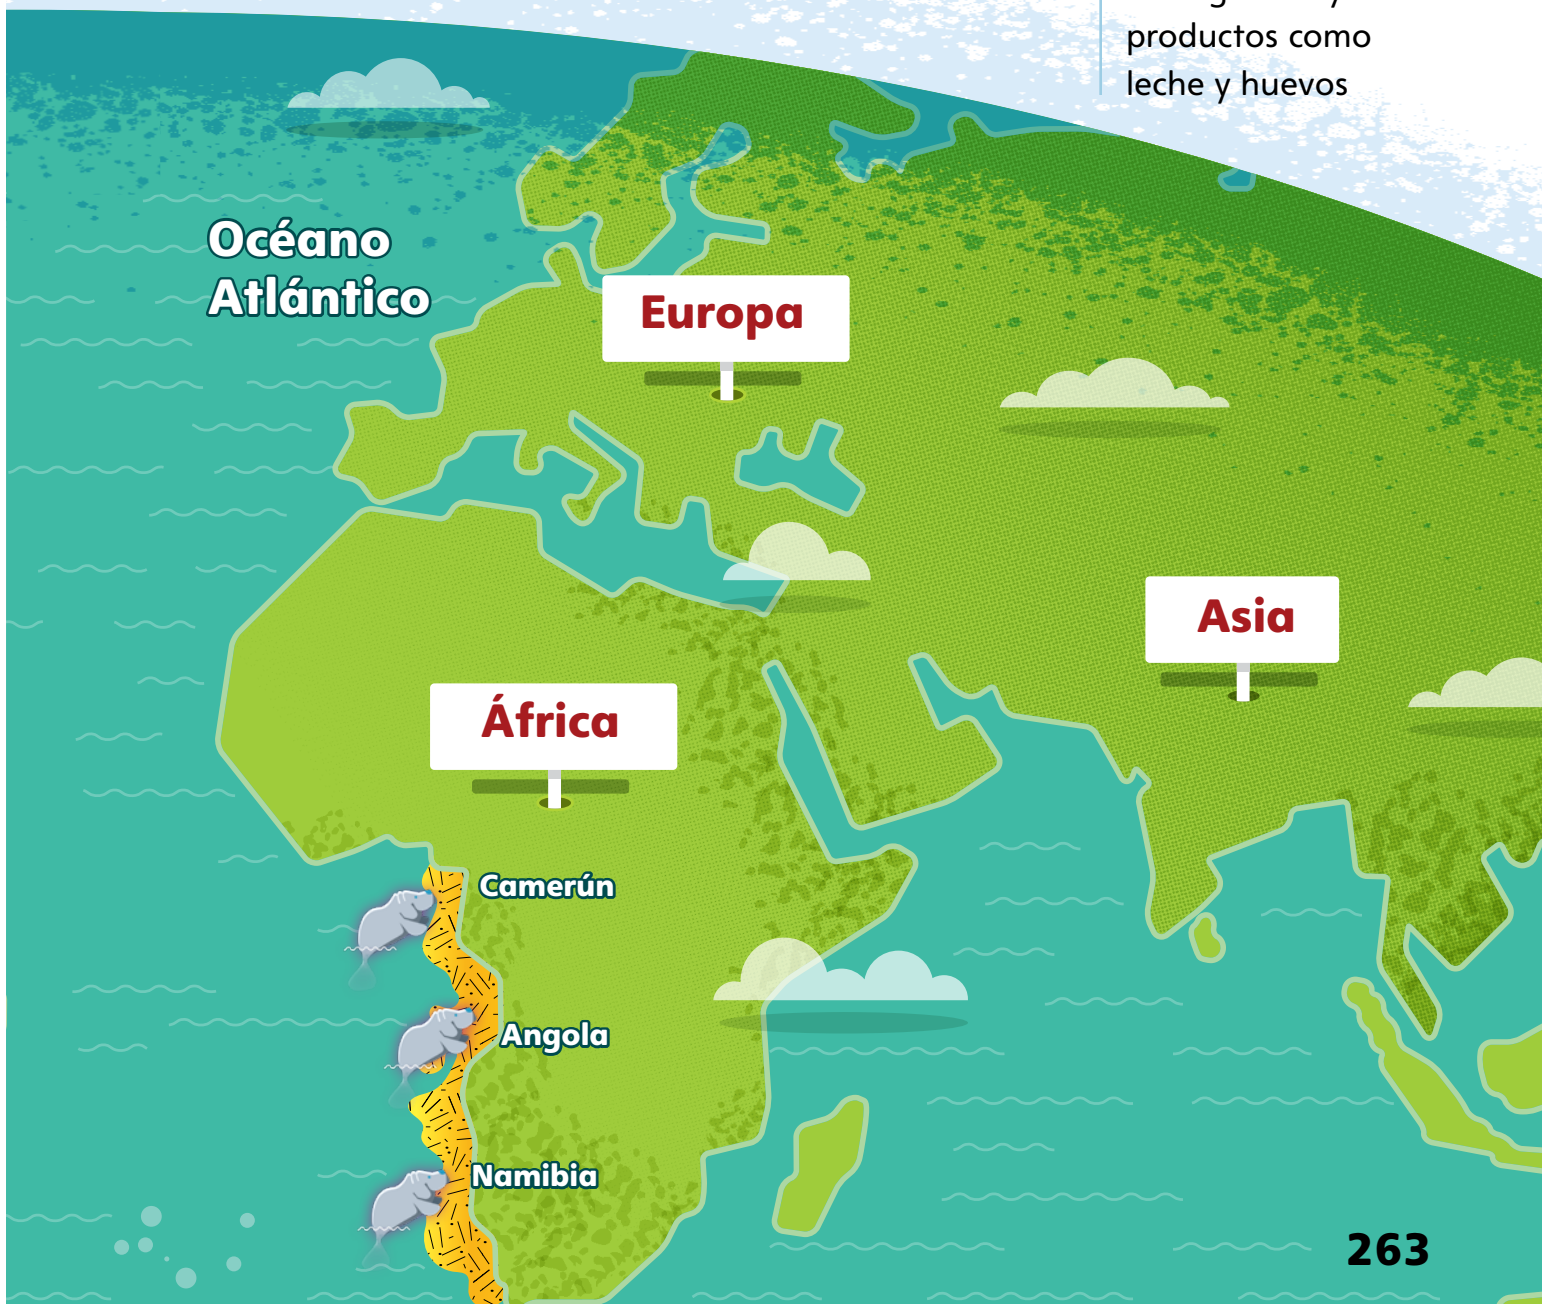 productos como
leche y huevos
Océano
Atlántico
Europa
Asia
África
Camerún
Angola
Namibia
263